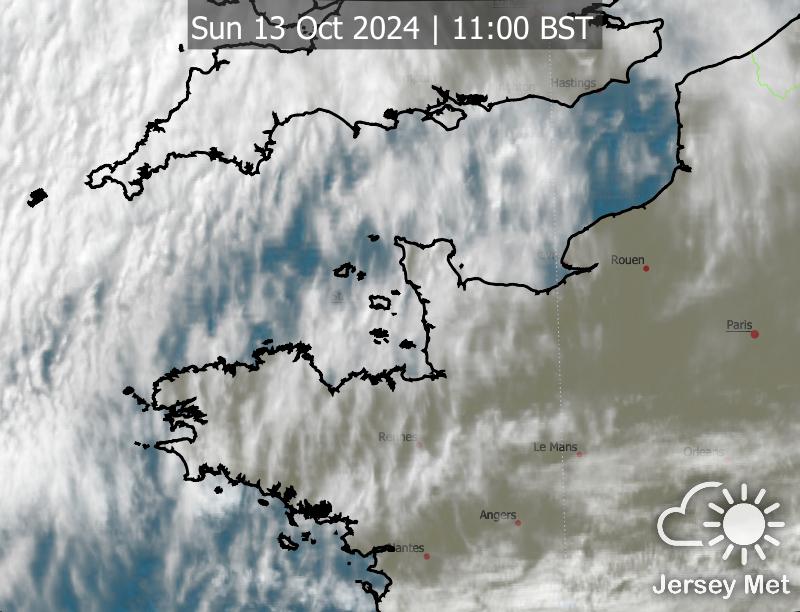 Sun 13 Oct 2024 | 11:00 BST
Hastings
Rouen
Paris
Rennes
Le Mans
Orleans
Angers
Nantes
Jersey Met